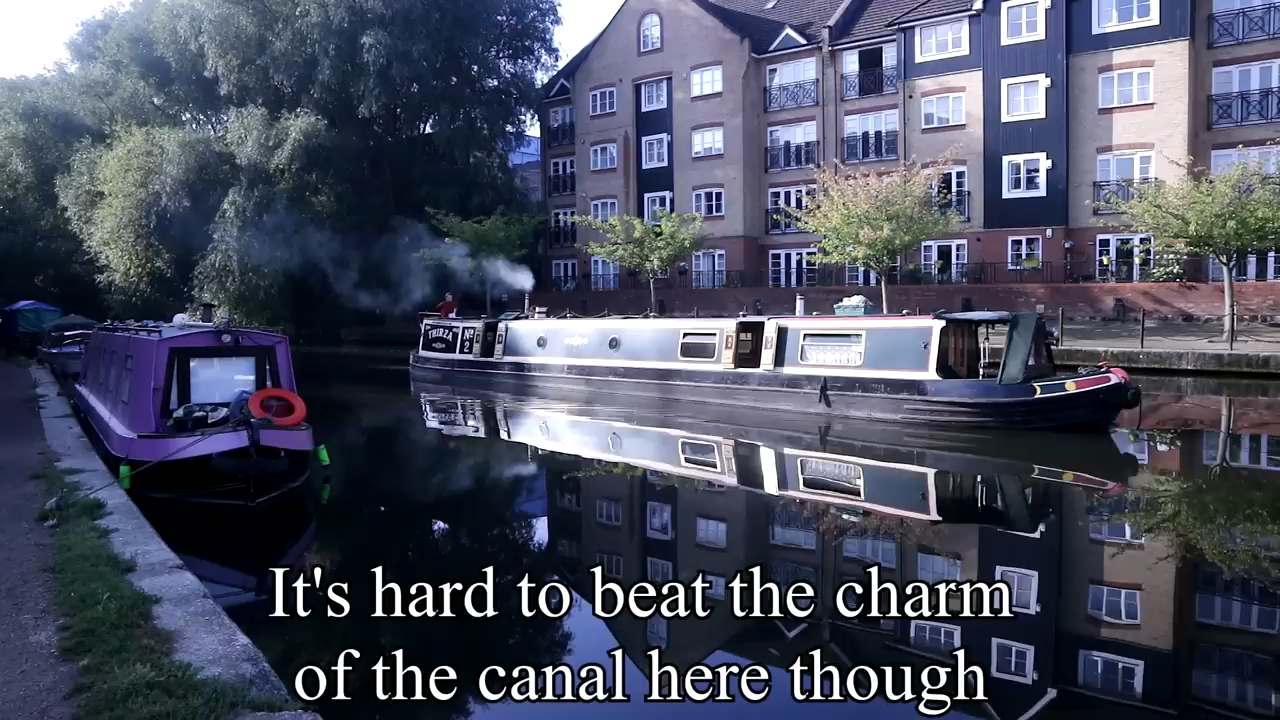 THIRZA
No 2
It's hard to beat the charm
of the canal here though